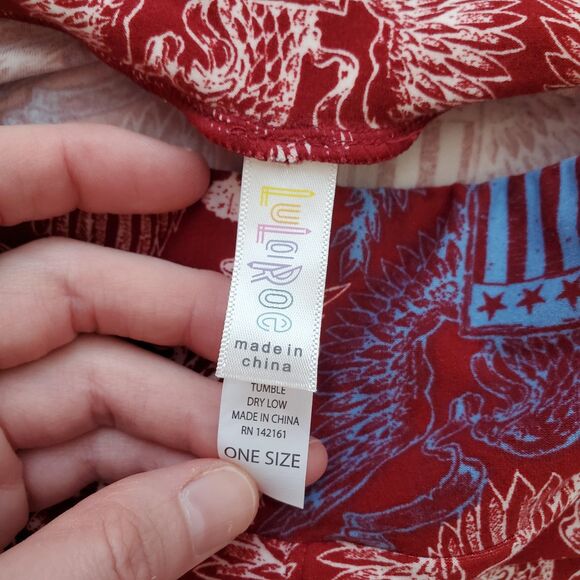 LuLaRoe
made in
china
TUMBLE
DRY LOW
MADE IN CHINA
RN 142161
ONE SIZE